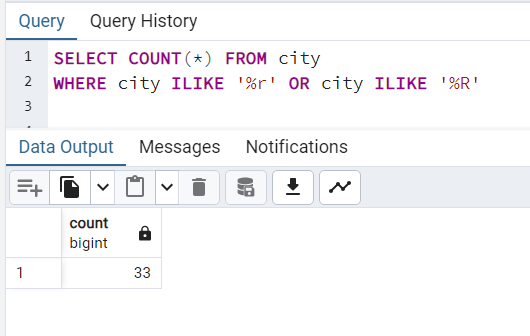 Query Query History
1 SELECT COUNT(*) FROM city
2 WHERE city ILIKE '%r' OR city ILIKE '%R'
3
Data Output Messages Notifications
count
bigint
1 33